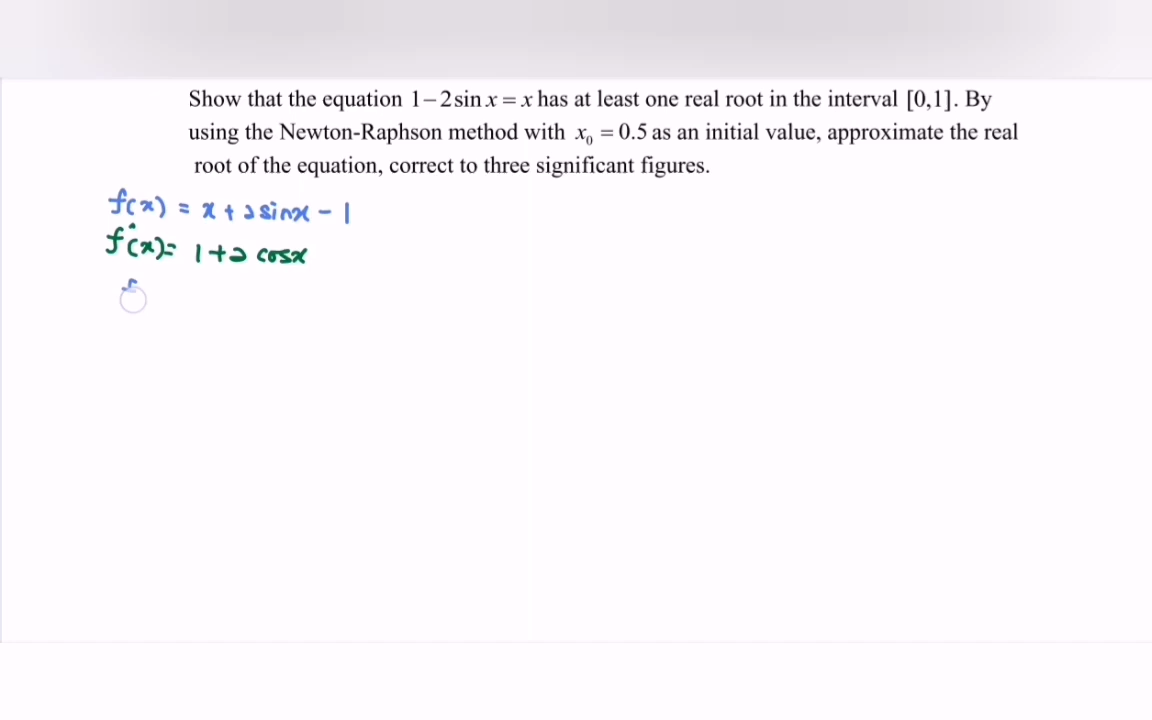 Show that the equation 1−2sin x = x has at least one real root in the interval [0,1]. By
using the Newton-Raphson method with x₀ = 0.5 as an initial value, approximate the real
root of the equation, correct to three significant figures.
f(x) = x + 2 sinx − 1
f'(x)= 1+2 cosx